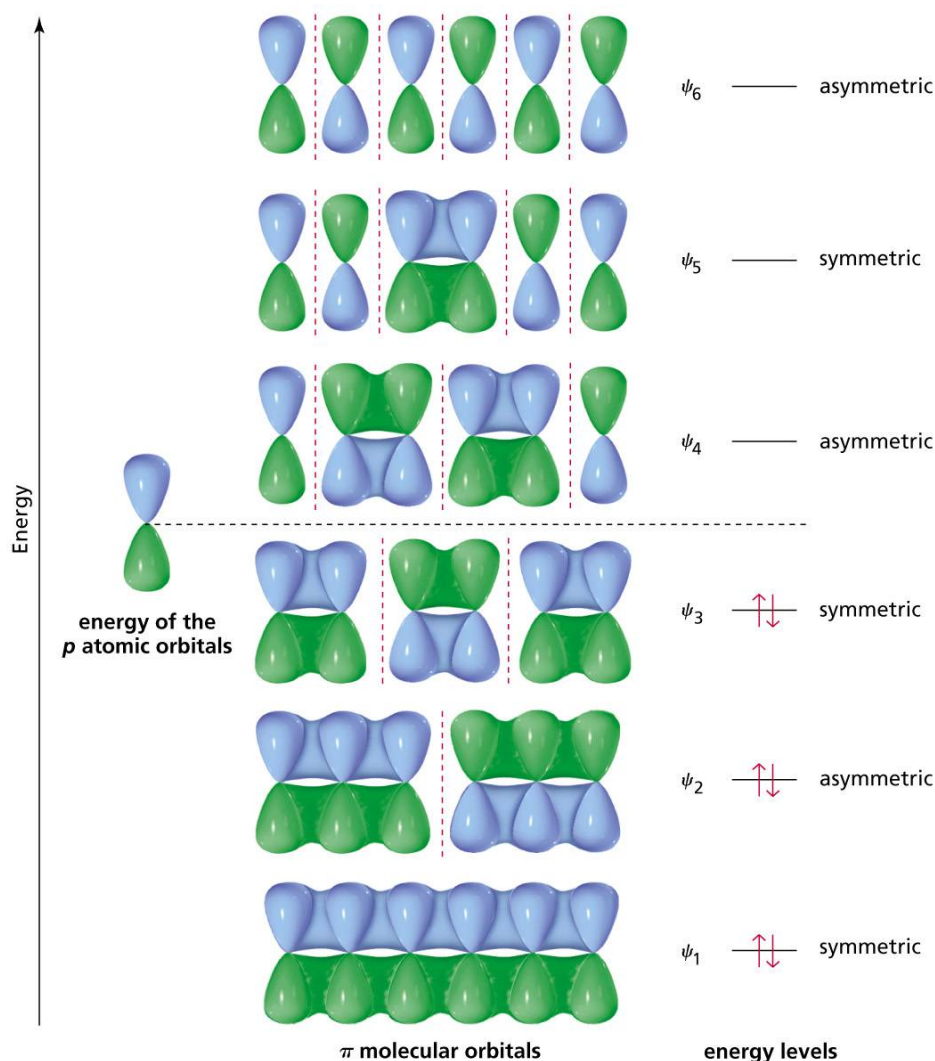 ψ6 asymmetric
ψ5 symmetric
ψ4 asymmetric
Energy
energy of the
p atomic orbitals
ψ3 symmetric
ψ2 asymmetric
ψ1 symmetric
π molecular orbitals
energy levels